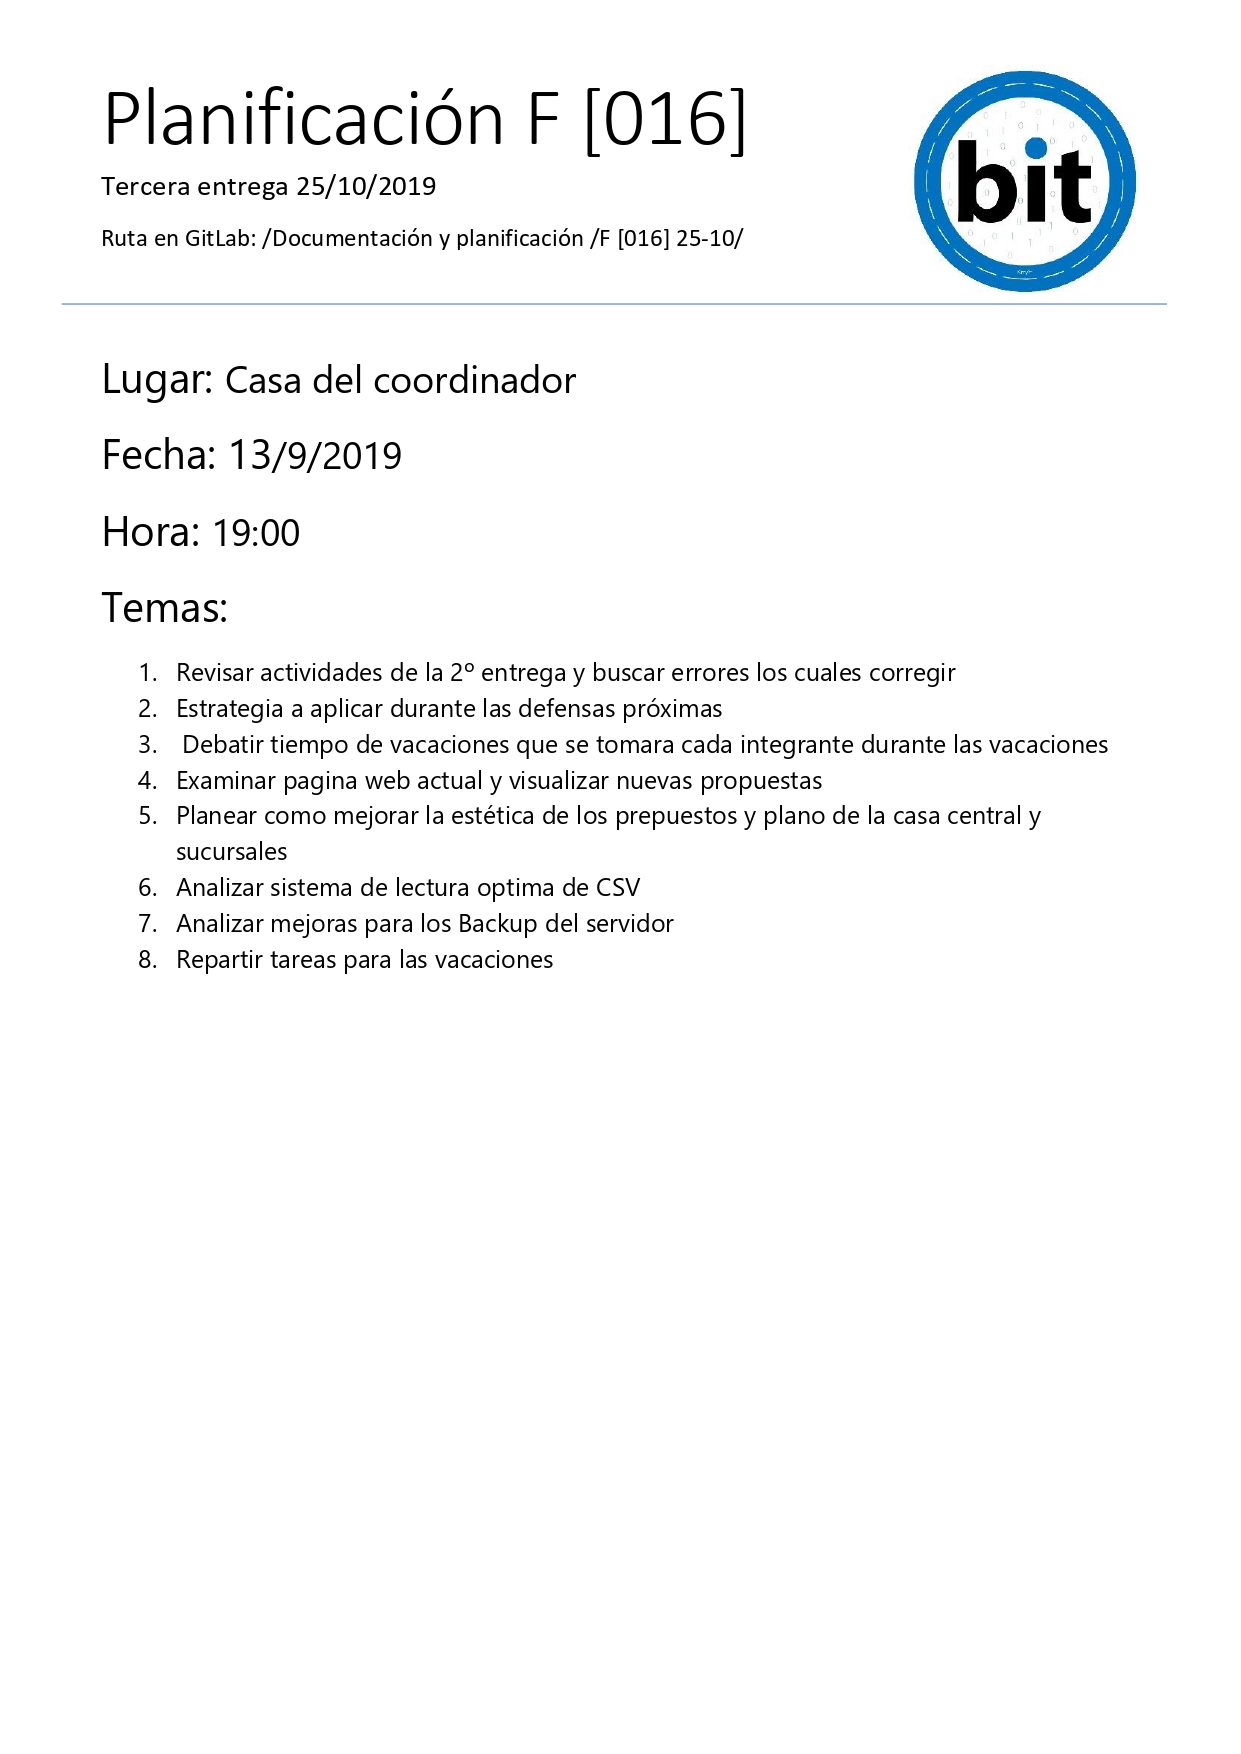 Planificación F [016]
Tercera entrega 25/10/2019
Ruta en GitLab: /Documentación y planificación /F [016] 25-10/
bit
Lugar: Casa del coordinador
Fecha: 13/9/2019
Hora: 19:00
Temas:
1. Revisar actividades de la 2º entrega y buscar errores los cuales corregir
2. Estrategia a aplicar durante las defensas próximas
3. Debatir tiempo de vacaciones que se tomara cada integrante durante las vacaciones
4. Examinar pagina web actual y visualizar nuevas propuestas
5. Planear como mejorar la estética de los prepuestos y plano de la casa central y
sucursales
6. Analizar sistema de lectura optima de CSV
7. Analizar mejoras para los Backup del servidor
8. Repartir tareas para las vacaciones